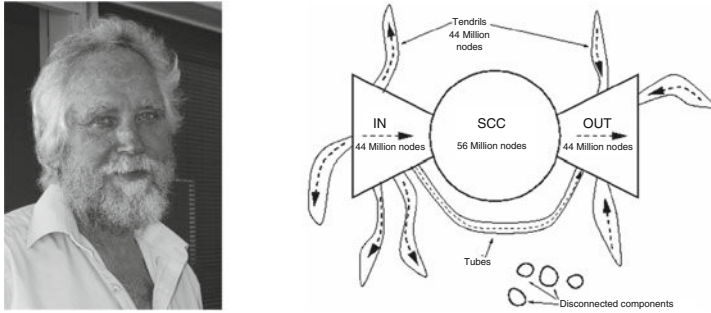 Tendrils
44 Million
nodes
IN
44 Million nodes
SCC
56 Million nodes
OUT
44 Million nodes
Tubes
Disconnected components